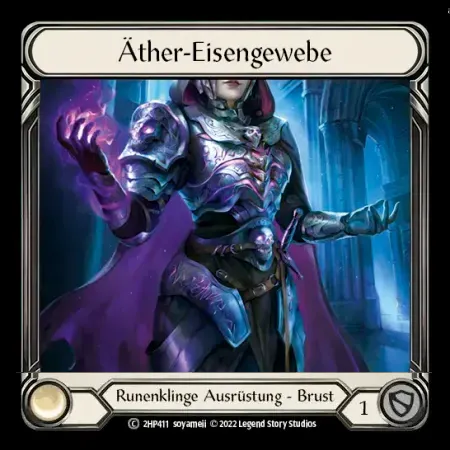 Äther-Eisengewebe
Runenklinge Ausrüstung - Brust
1
© 2HP411 soyameii © 2022 Legend Story Studios